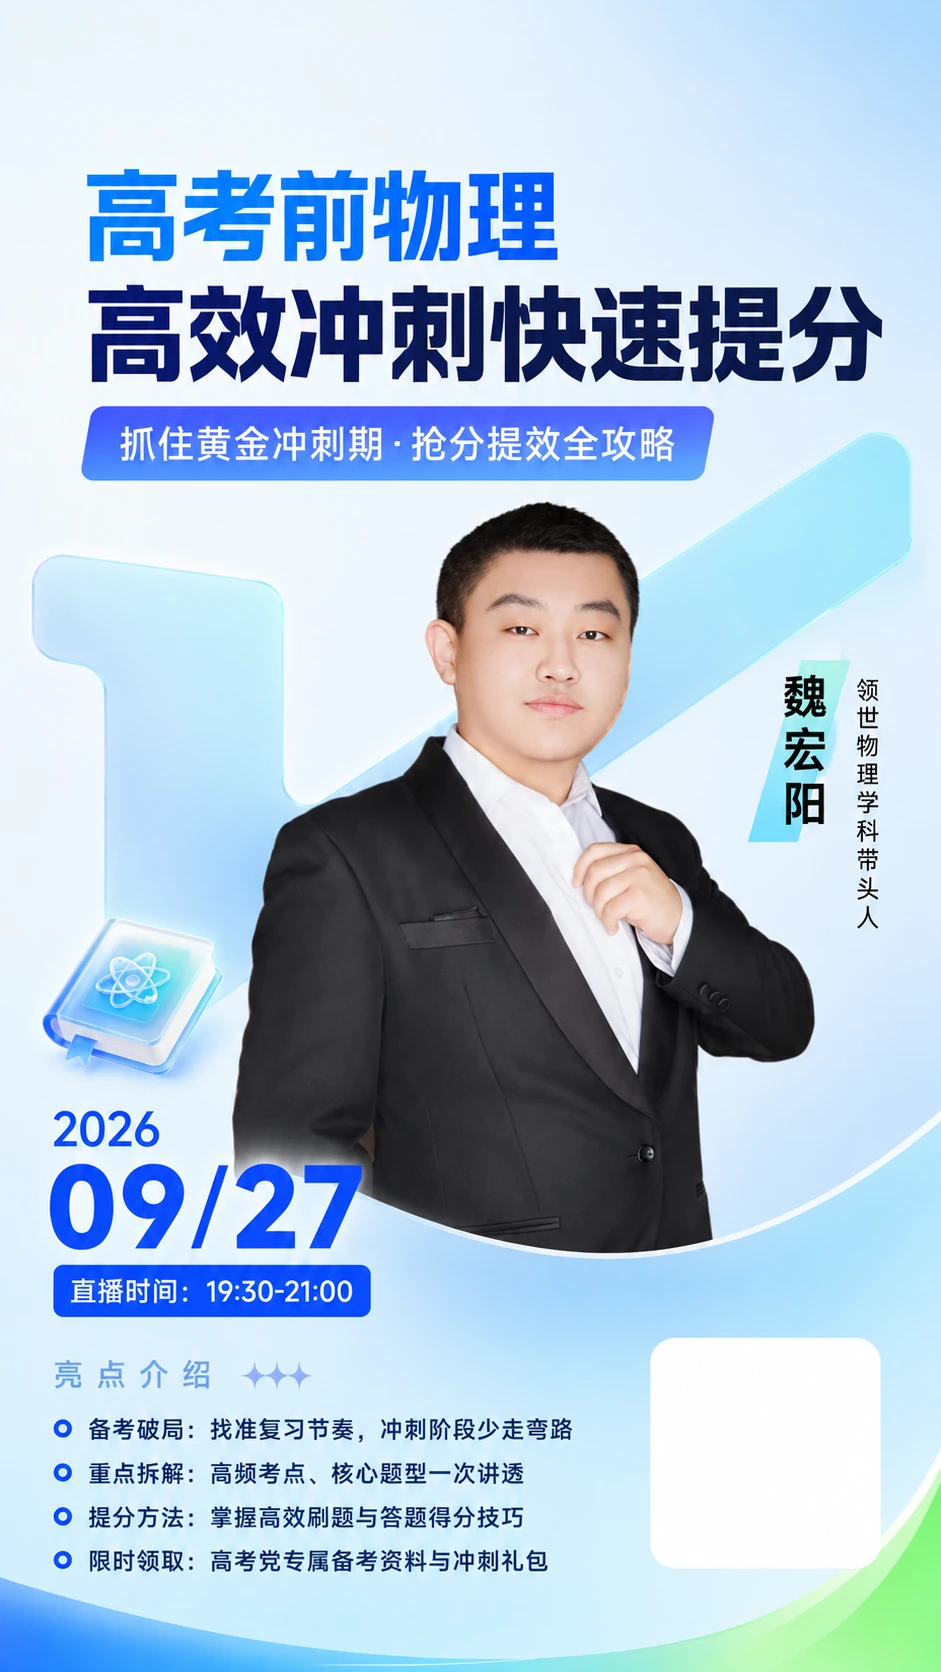 高考前物理
高效冲刺快速提分
抓住黄金冲刺期·抢分提效全攻略
魏宏阳
领世物理学科带头人
2026
09/27
直播时间：19:30-21:00
亮点介绍
备考破局：找准复习节奏，冲刺阶段少走弯路
重点拆解：高频考点、核心题型一次讲透
提分方法：掌握高效刷题与答题得分技巧
限时领取：高考党专属备考资料与冲刺礼包